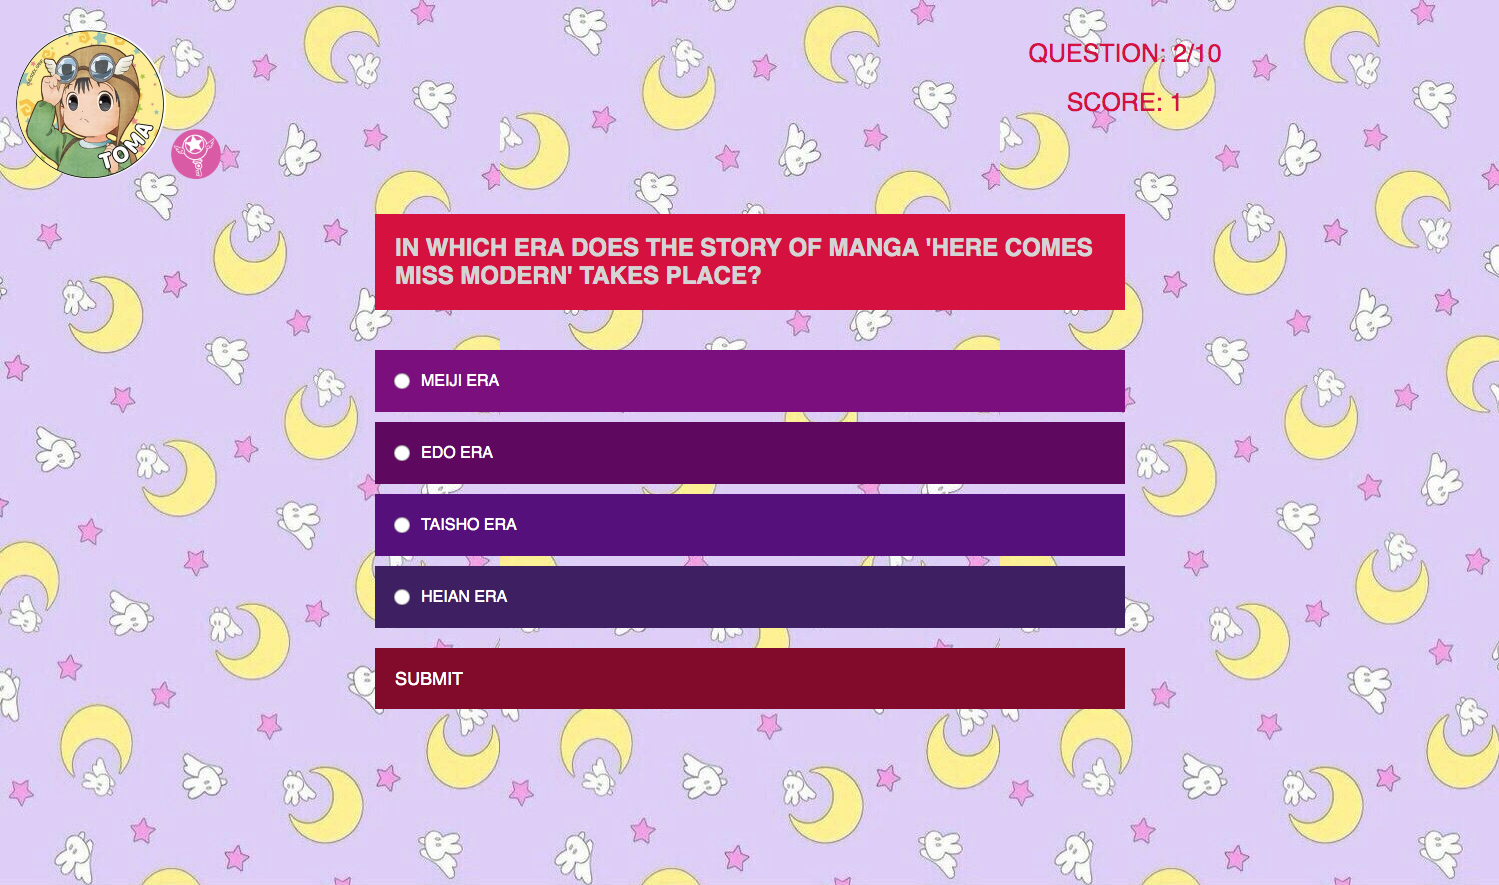 TOMA
QUESTION: 2/10
SCORE: 1
IN WHICH ERA DOES THE STORY OF MANGA 'HERE COMES
MISS MODERN' TAKES PLACE?
MEIJI ERA
EDO ERA
TAISHO ERA
HEIAN ERA
SUBMIT